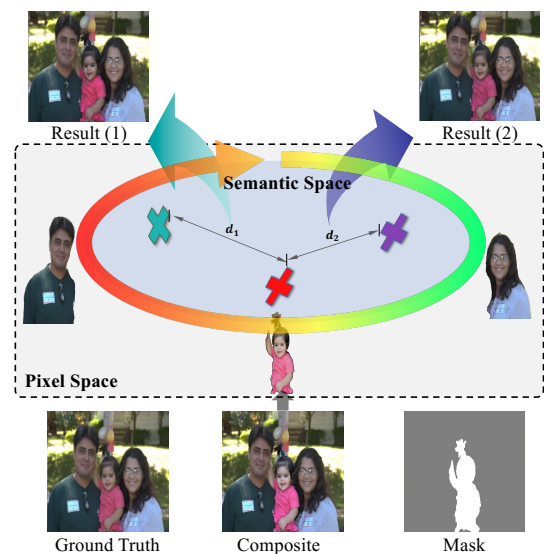 Result (1)
Result (2)
Semantic Space
d₁
d₂
Pixel Space
Ground Truth
Composite
Mask